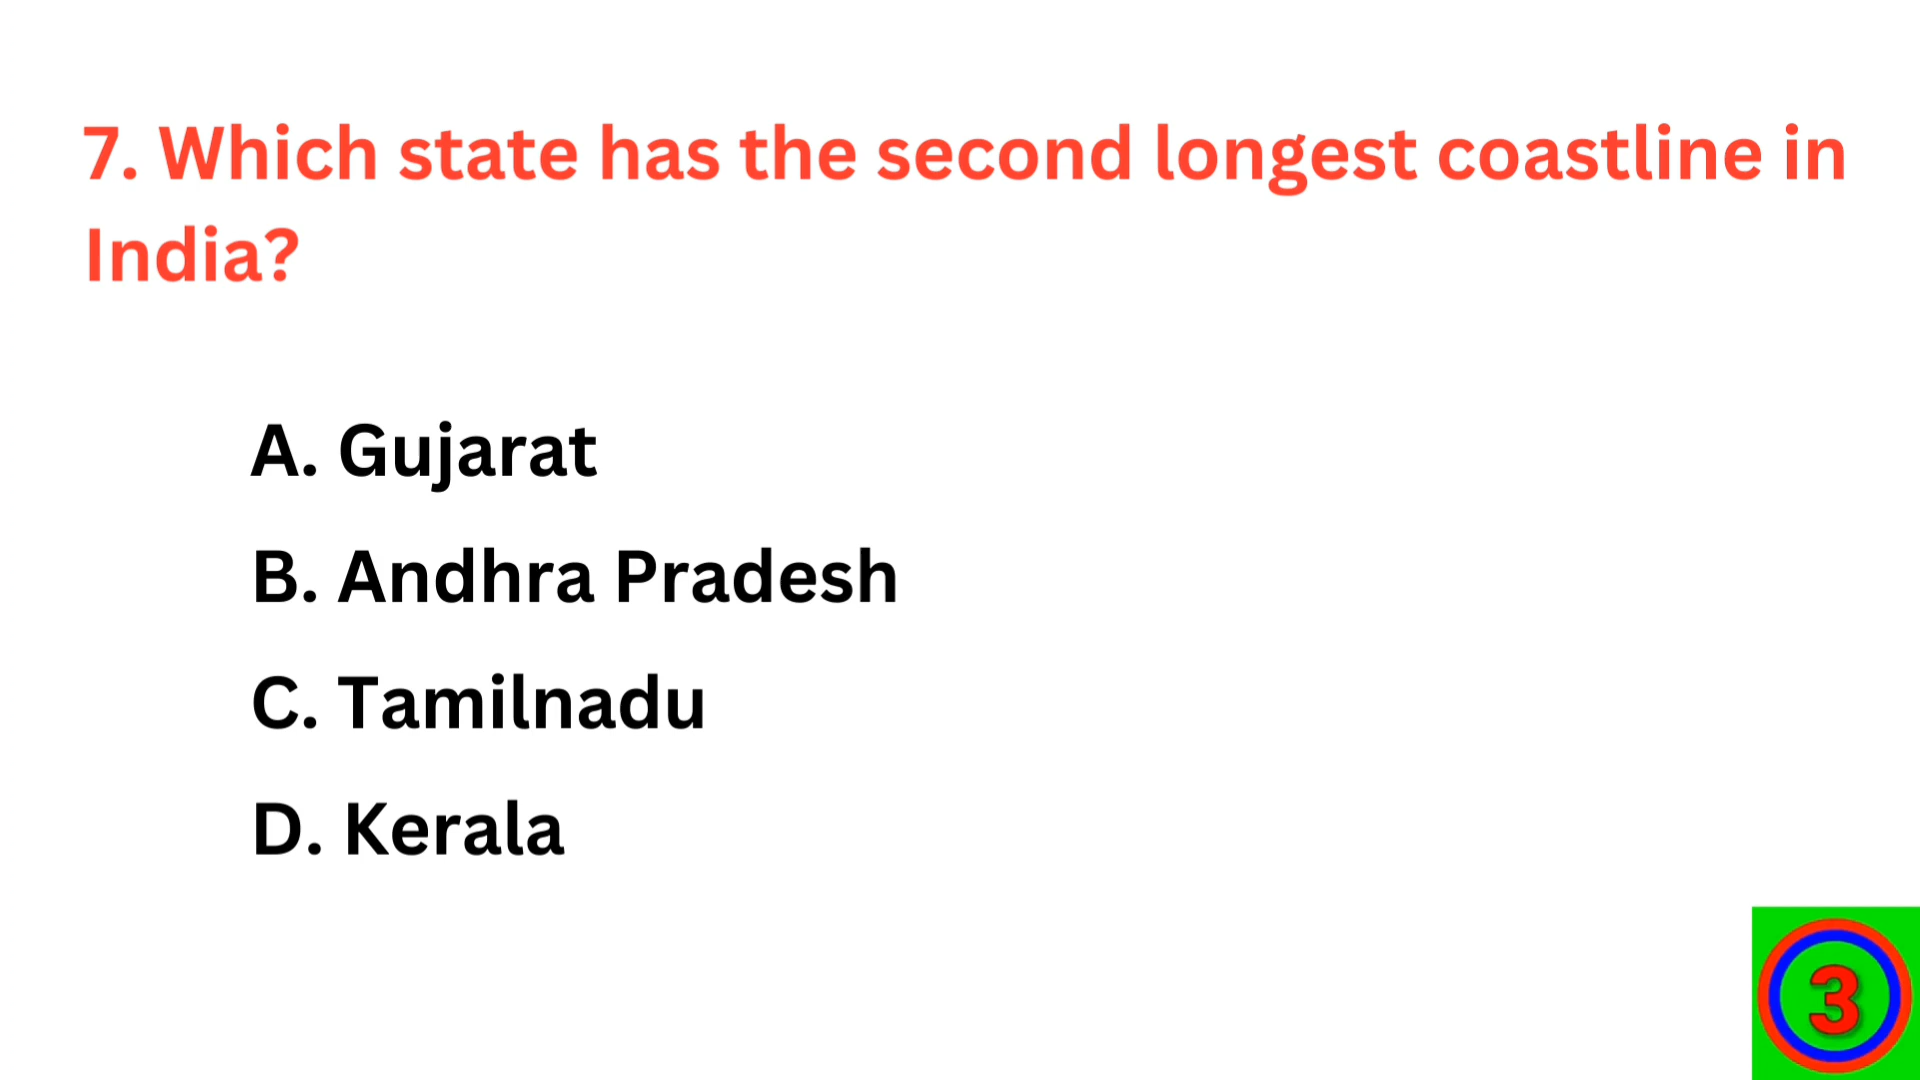 7. Which state has the second longest coastline in
India?
A. Gujarat
B. Andhra Pradesh
C. Tamilnadu
D. Kerala
3